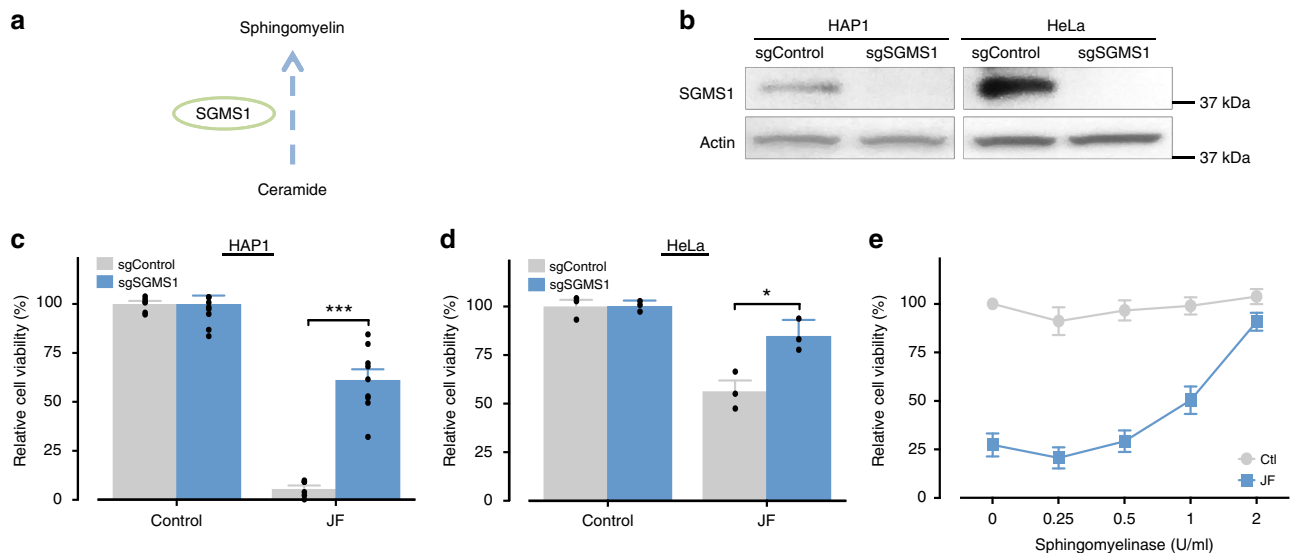 a
Sphingomyelin
SGMS1
Ceramide
b
HAP1
HeLa
sgControl
sgSGMS1
sgControl
sgSGMS1
SGMS1
37 kDa
Actin
37 kDa
c
HAP1
sgControl
sgSGMS1
Relative cell viability (%)
100
75
50
25
0
***
Control
JF
d
HeLa
sgControl
sgSGMS1
Relative cell viability (%)
100
75
50
25
0
*
Control
JF
e
Relative cell viability (%)
100
75
50
25
0
Ctl
JF
0
0.25
0.5
1
2
Sphingomyelinase (U/ml)